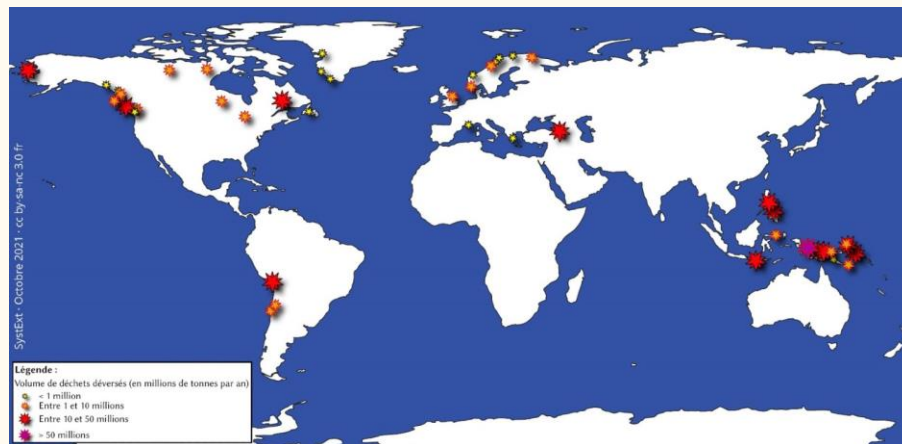 SystExt - Octobre 2021 - cc by-sa-nc 3.0 fr
Légende :
Volume de déchets déversés (en millions de tonnes par an)
< 1 million
Entre 1 et 10 millions
Entre 10 et 50 millions
> 50 millions